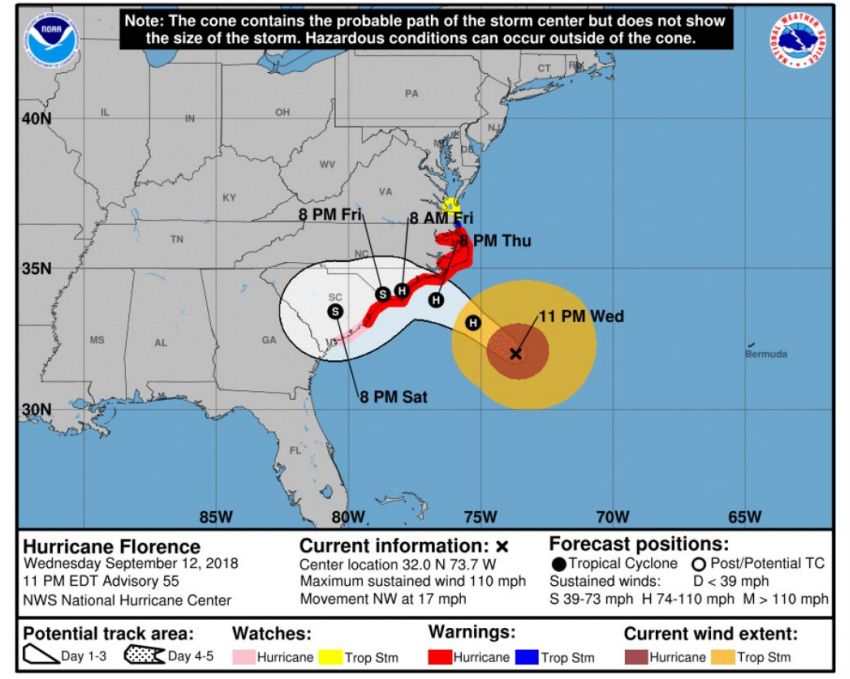 Note: The cone contains the probable path of the storm center but does not show
the size of the storm. Hazardous conditions can occur outside of the cone.
NOAA
NATIONAL WEATHER SERVICE
CT
PA
NJ
40N
IL
IN
OH
DE
WV
KY
VA
8 PM Fri
8 AM Fri
8 PM Thu
TN
NC
35N
SC
S
H
H
S
H
11 PM Wed
MS
AL
GA
Bermuda
8 PM Sat
30N
FL
85W
80W
75W
70W
65W
Hurricane Florence
Wednesday September 12, 2018
11 PM EDT Advisory 55
NWS National Hurricane Center
Current information: x
Center location 32.0 N 73.7 W
Maximum sustained wind 110 mph
Movement NW at 17 mph
Forecast positions:
Tropical Cyclone Post/Potential TC
Sustained winds: D < 39 mph
S 39-73 mph H 74-110 mph M > 110 mph
Potential track area:
Day 1-3 Day 4-5
Watches:
Hurricane Trop Stm
Warnings:
Hurricane Trop Stm
Current wind extent:
Hurricane Trop Stm